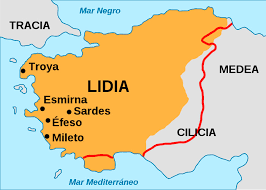 Mar Negro
TRACIA
Troya
LIDIA
MEDEA
Esmirna
Sardes
Éfeso
Mileto
CILICIA
Mar Mediterráneo